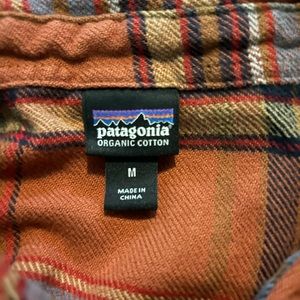 patagonia
ORGANIC COTTON
M
MADE IN
CHINA